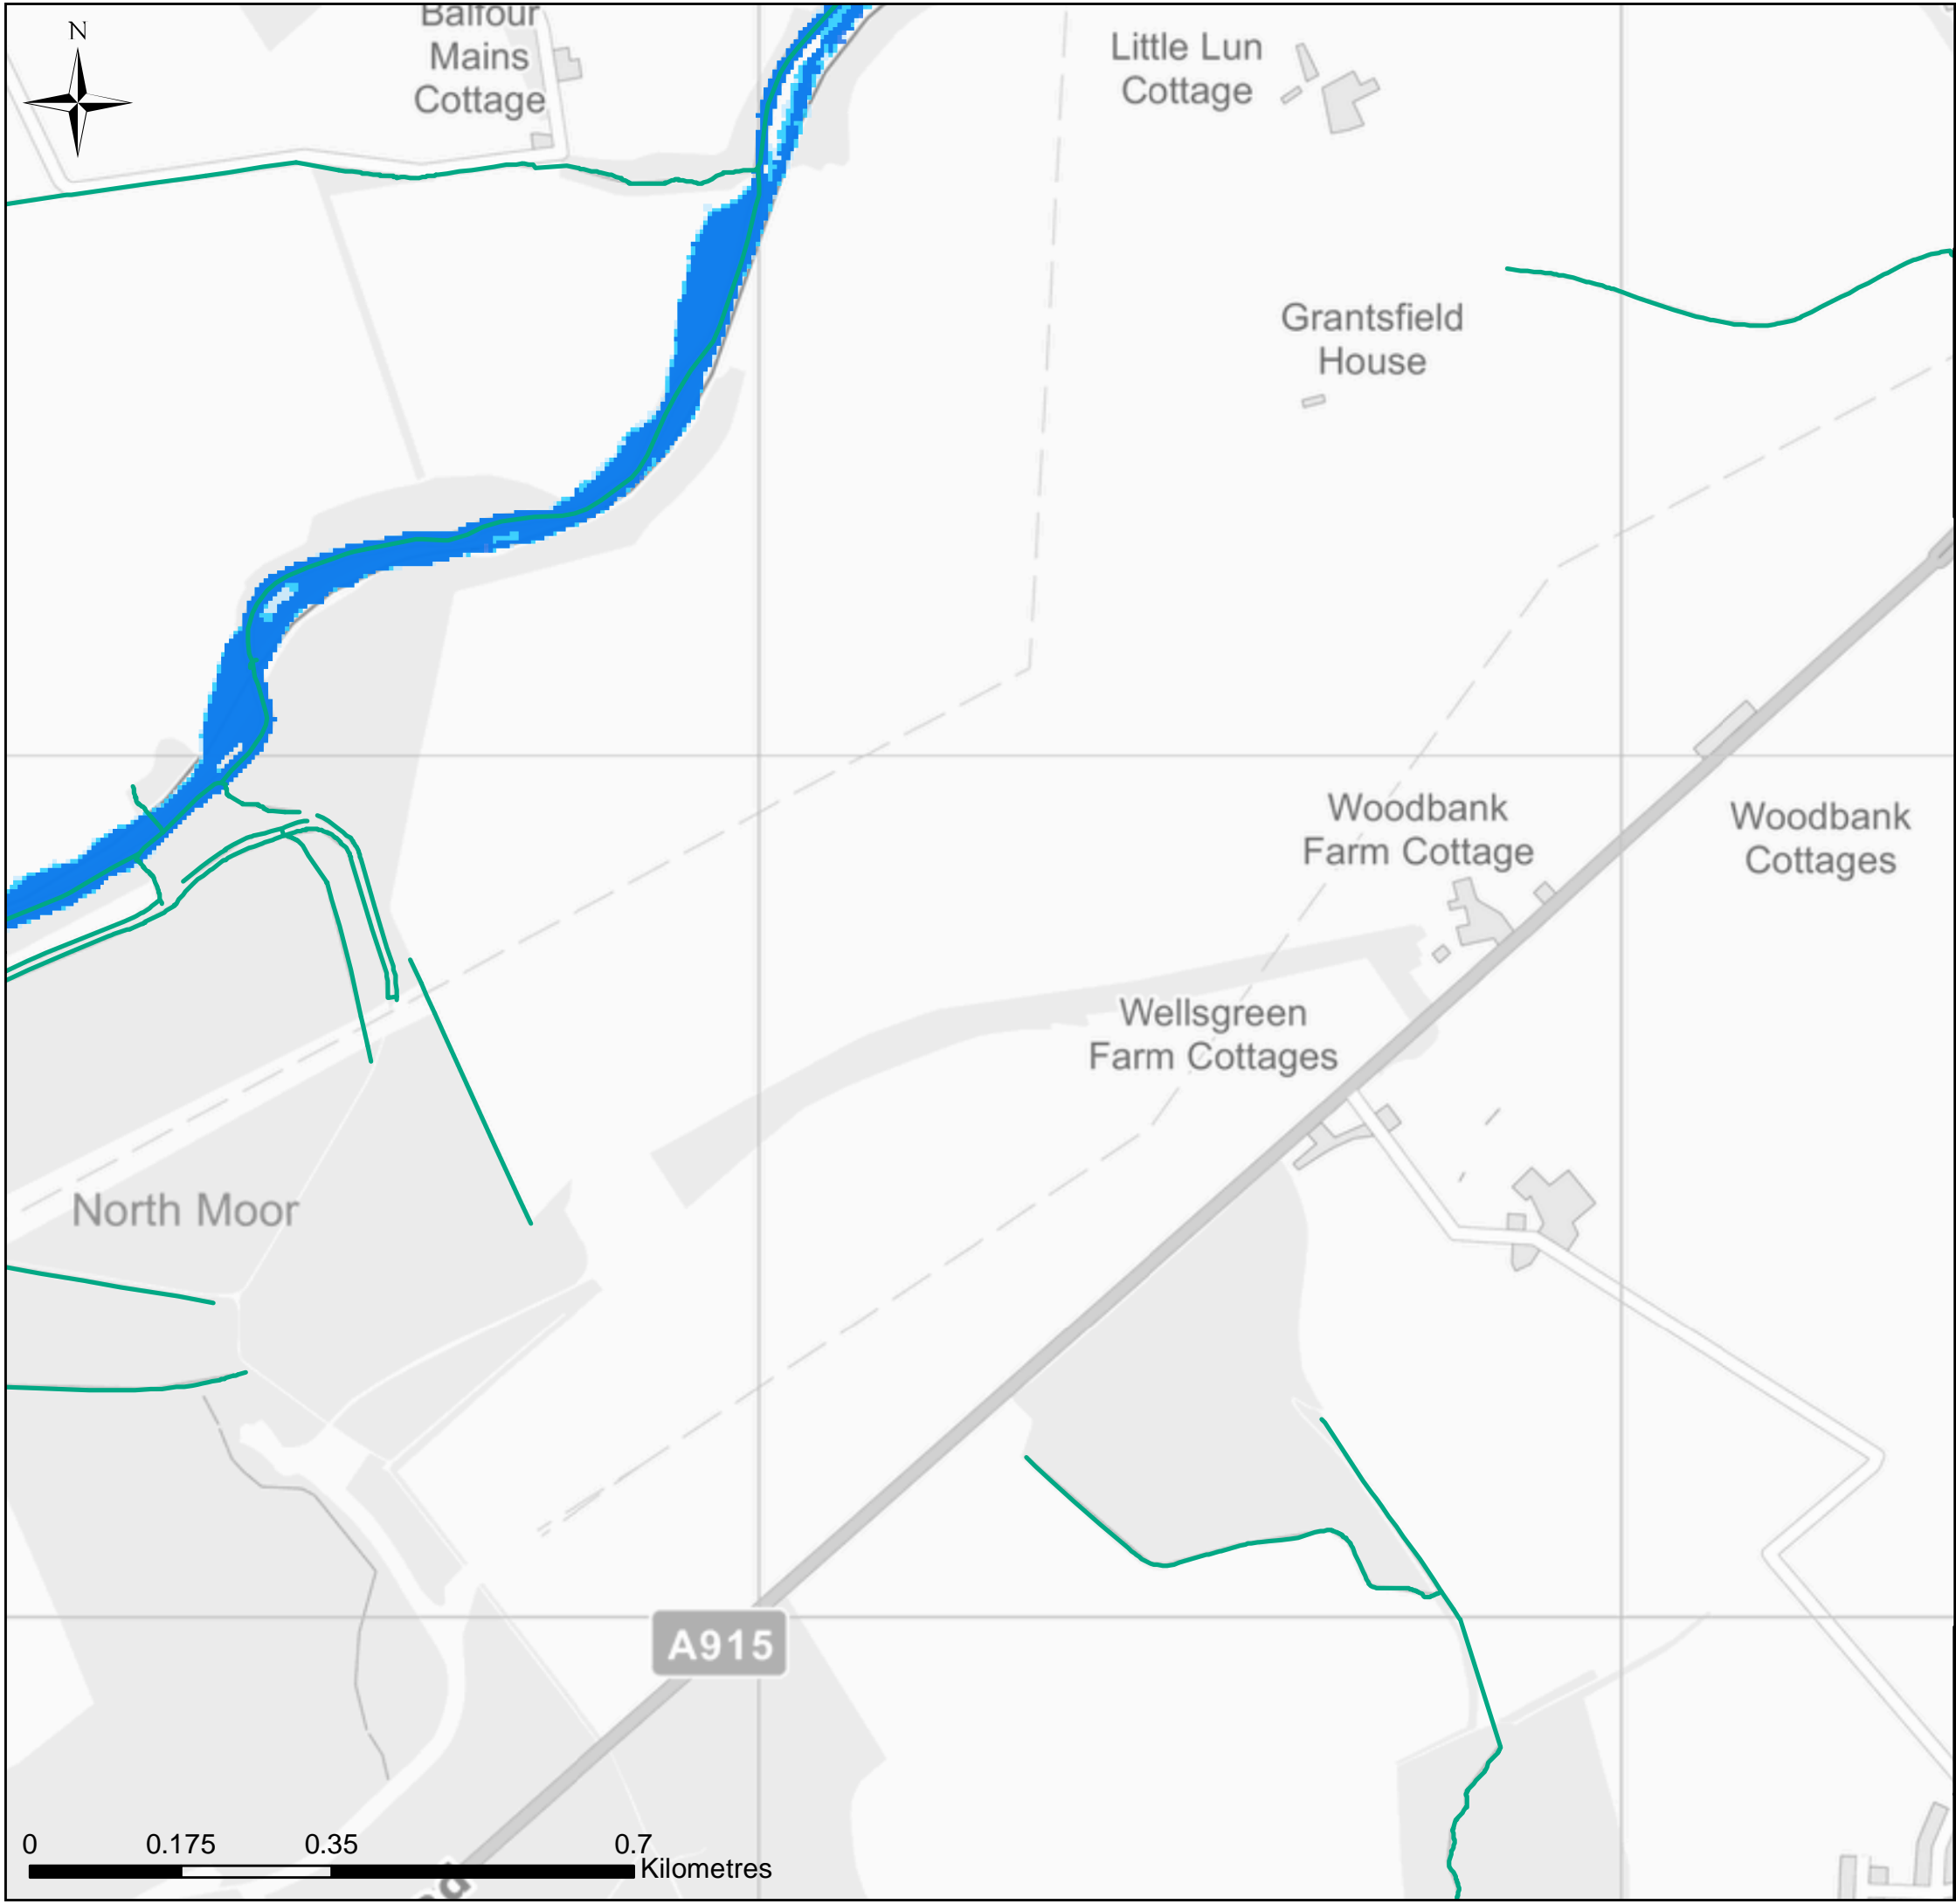 N
Balfour
Mains
Cottage
Little Lun
Cottage
Grantsfield
House
Woodbank
Farm Cottage
Woodbank
Cottages
Wellsgreen
Farm Cottages
North Moor
A915
0 0.175 0.35 0.7
Kilometres